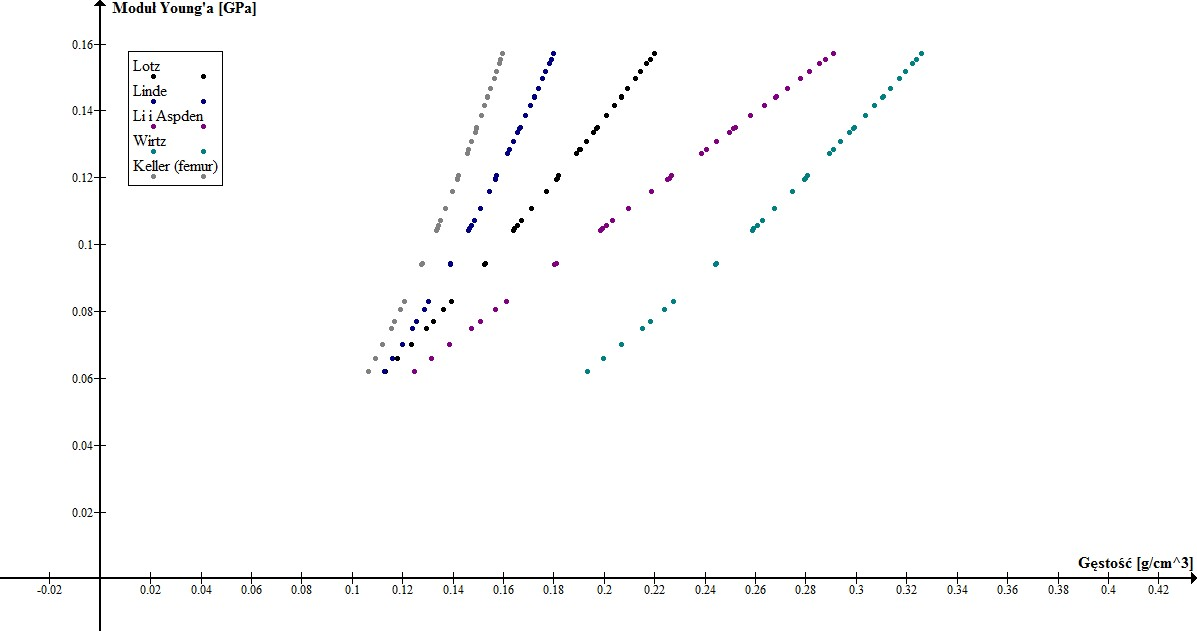 Moduł Young'a [GPa]
0.16
Lotz
Linde
Li i Aspden
Wirtz
Keller (femur)
0.14
0.12
0.1
0.08
0.06
0.04
0.02
Gęstość [g/cm^3]
-0.02 0.02 0.04 0.06 0.08 0.1 0.12 0.14 0.16 0.18 0.2 0.22 0.24 0.26 0.28 0.3 0.32 0.34 0.36 0.38 0.4 0.42